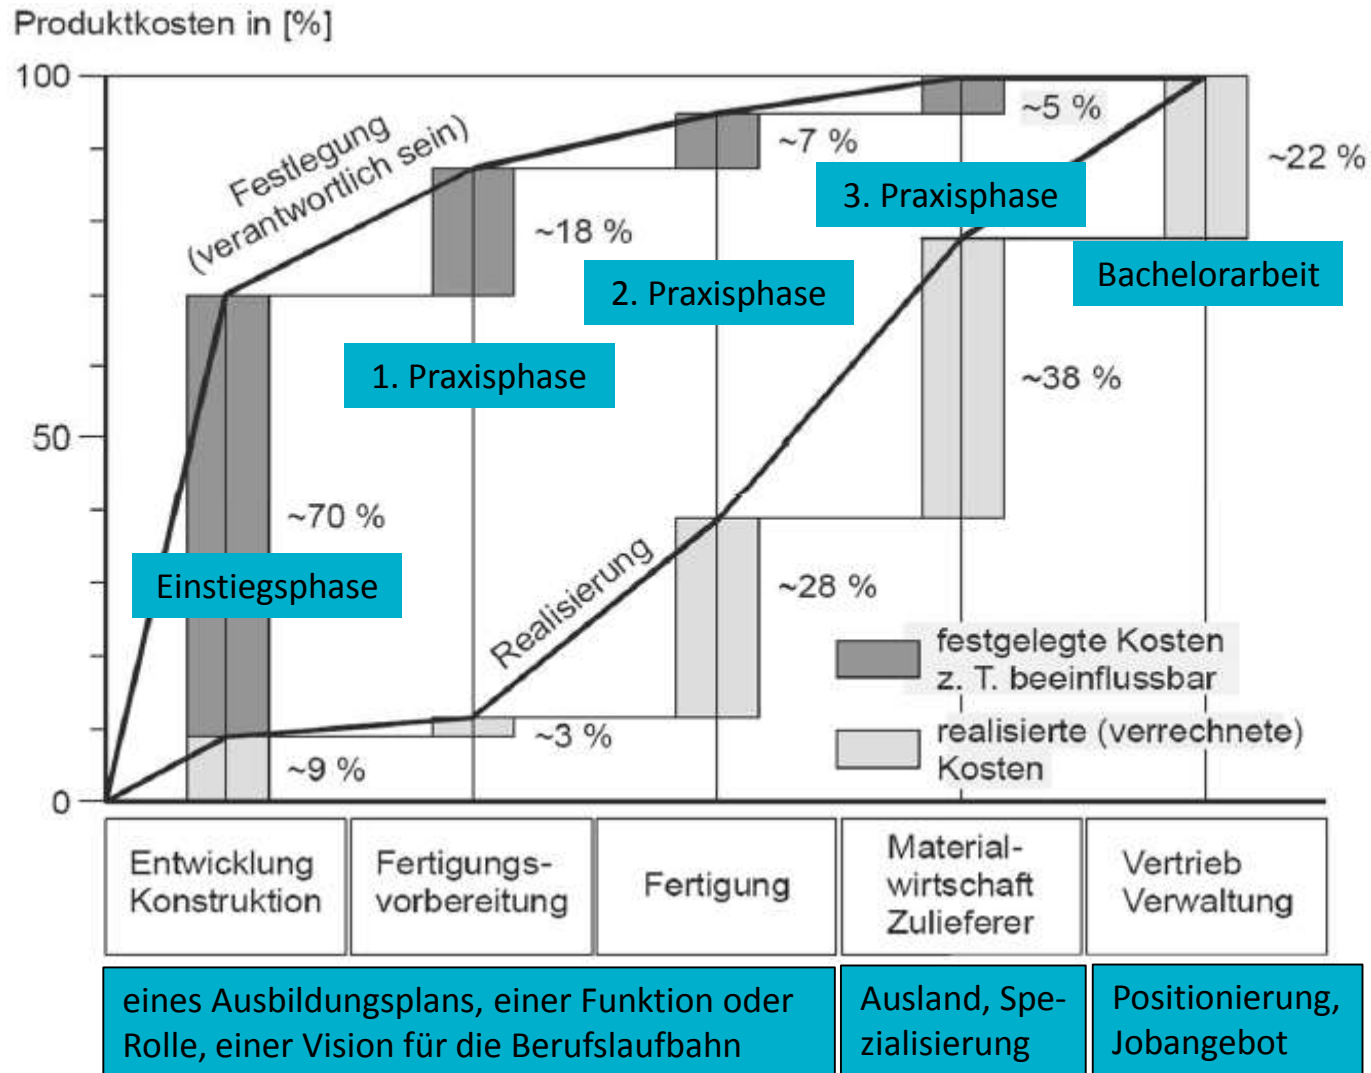 Produktkosten in [%]
100
50
0
Festlegung
(verantwortlich sein)
~5 %
~7 %
~22 %
3. Praxisphase
~18 %
2. Praxisphase
Bachelorarbeit
1. Praxisphase
~38 %
~70 %
Einstiegsphase
Realisierung
~28 %
festgelegte Kosten
z. T. beeinflussbar
realisierte (verrechnete)
Kosten
~3 %
~9 %
Entwicklung
Konstruktion
Fertigungs-
vorbereitung
Fertigung
Material-
wirtschaft
Zulieferer
Vertrieb
Verwaltung
eines Ausbildungsplans, einer Funktion oder
Rolle, einer Vision für die Berufslaufbahn
Ausland, Spe-
zialisierung
Positionierung,
Jobangebot